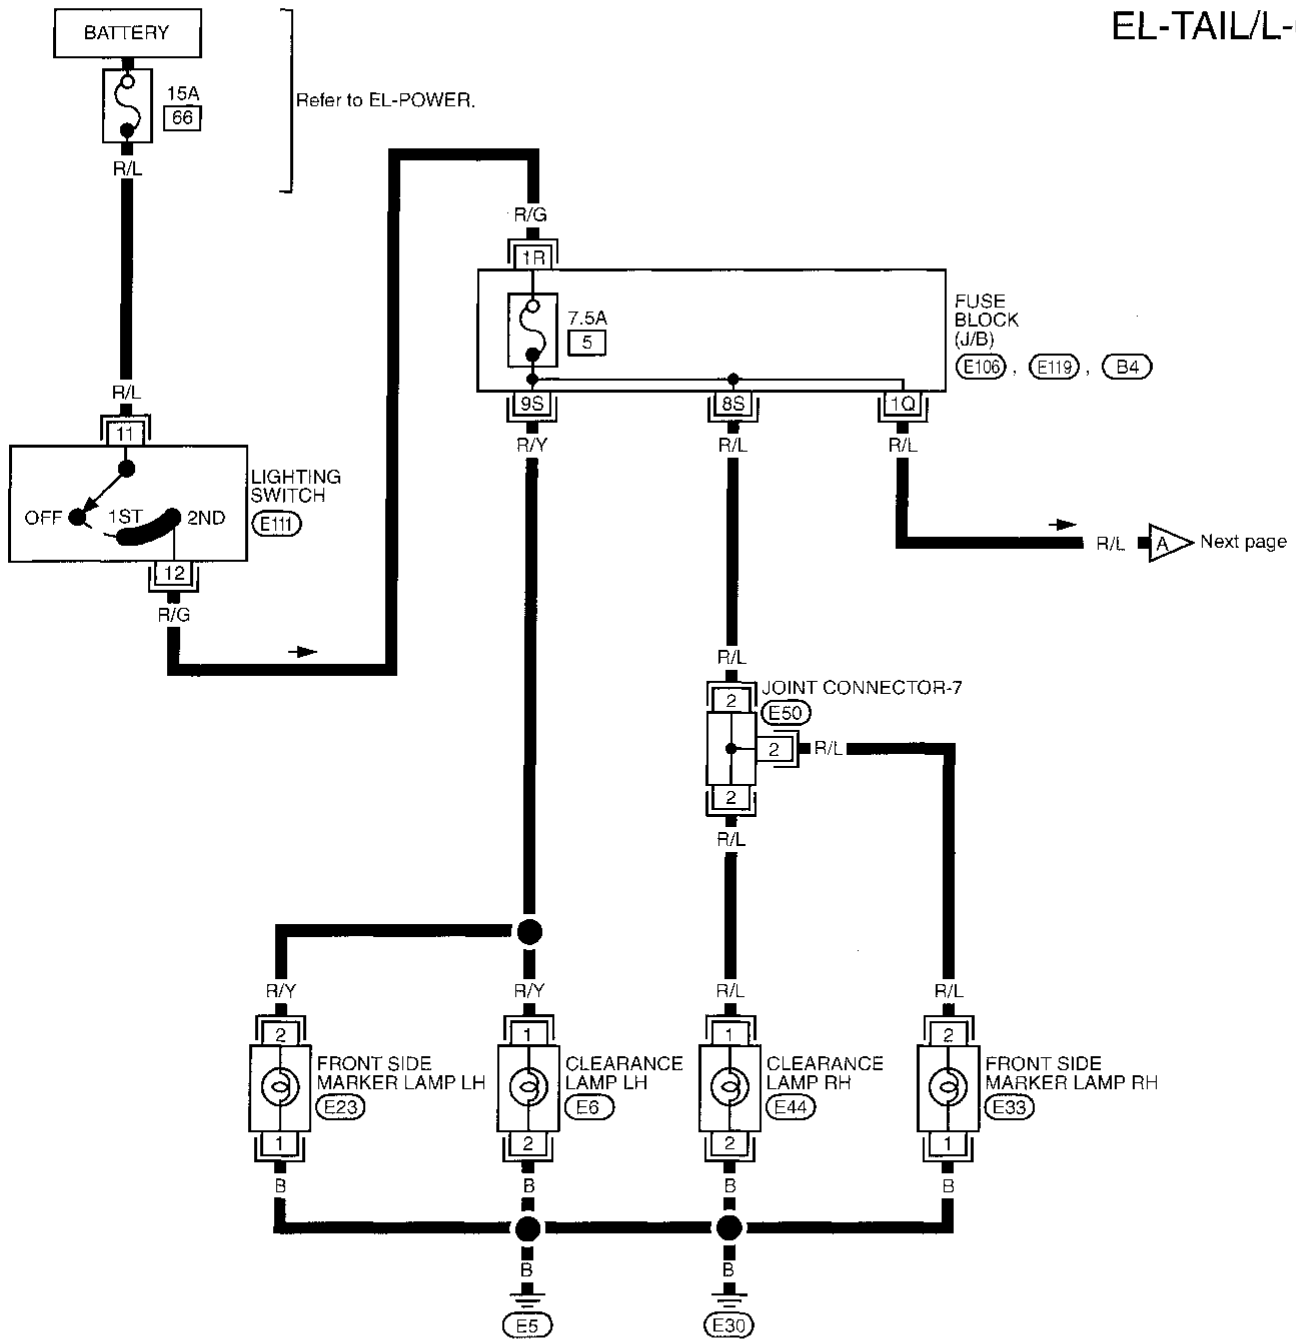 EL-TAIL/L-
BATTERY
15A
66
Refer to EL-POWER.
R/L
R/G
1R
7.5A
5
FUSE
BLOCK
(J/B)
E106 , E119 , B4
9S 8S 1Q
R/Y R/L R/L
R/L
11
LIGHTING
SWITCH
E111
OFF 1ST 2ND
12
R/G
R/L A Next page
R/L
JOINT CONNECTOR-7
E50
2
2 R/L
2
R/L
R/Y R/Y R/L R/L
2 1 1 2
FRONT SIDE
MARKER LAMP LH
E23
CLEARANCE
LAMP LH
E6
CLEARANCE
LAMP RH
E44
FRONT SIDE
MARKER LAMP RH
E33
1 2 2 1
B B B B
B B
E5 E30